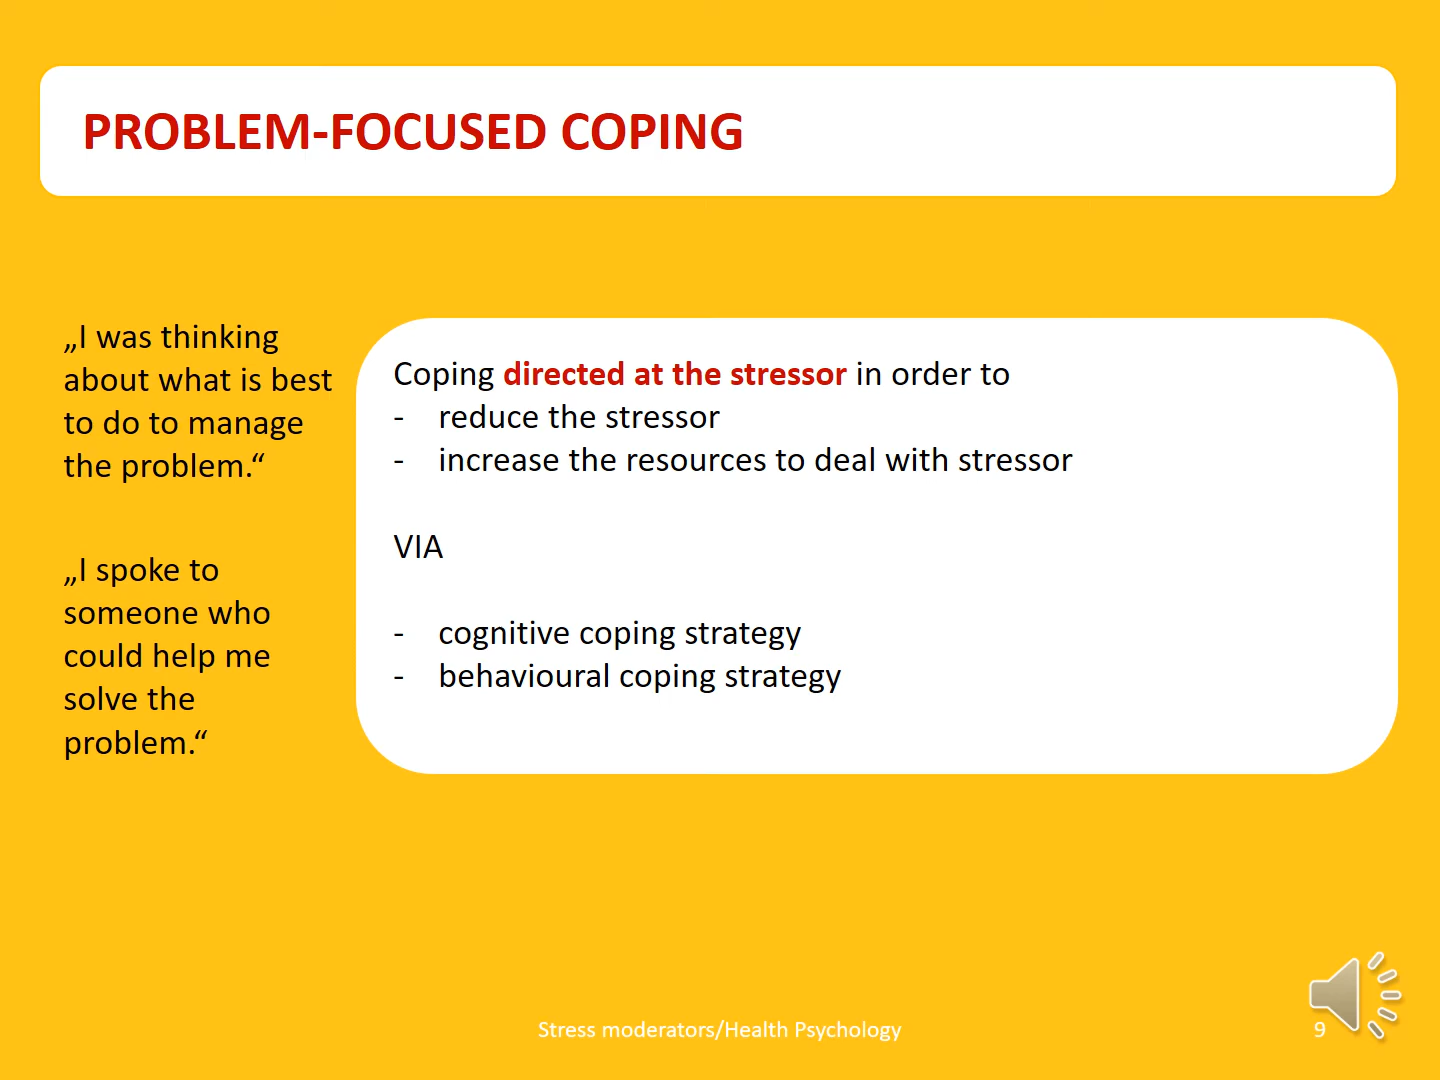 PROBLEM-FOCUSED COPING
„I was thinking
about what is best
to do to manage
the problem.“
„I spoke to
someone who
could help me
solve the
problem.“
Coping directed at the stressor in order to
- reduce the stressor
- increase the resources to deal with stressor
VIA
- cognitive coping strategy
- behavioural coping strategy
Stress moderators/Health Psychology
9